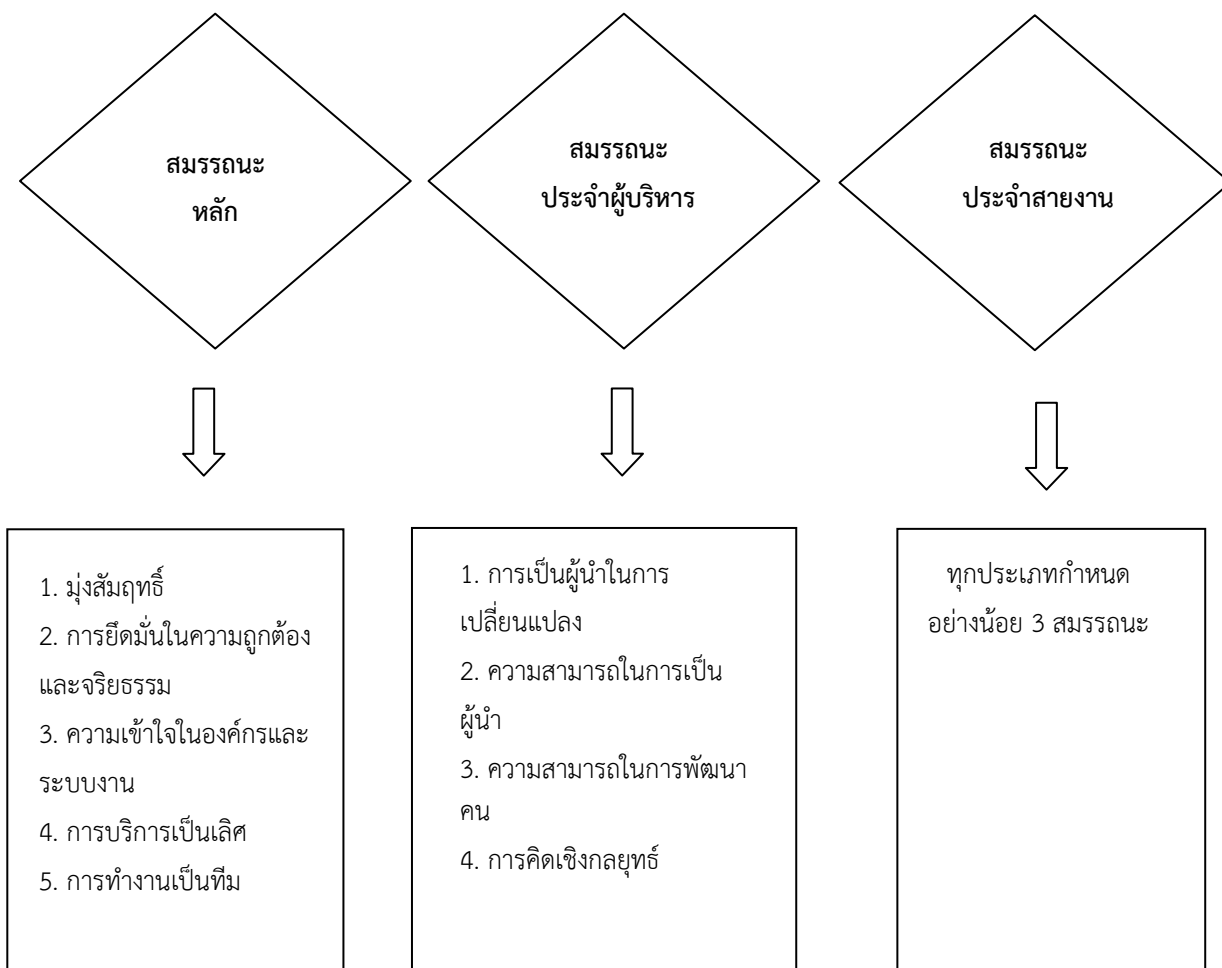 สมรรถนะ
หลัก
สมรรถนะ
ประจำผู้บริหาร
สมรรถนะ
ประจำสายงาน
1. มุ่งสัมฤทธิ์
2. การยึดมั่นในความถูกต้อง
และจริยธรรม
3. ความเข้าใจในองค์กรและ
ระบบงาน
4. การบริการเป็นเลิศ
5. การทำงานเป็นทีม
1. การเป็นผู้นำในการ
เปลี่ยนแปลง
2. ความสามารถในการเป็น
ผู้นำ
3. ความสามารถในการพัฒนา
คน
4. การคิดเชิงกลยุทธ์
ทุกประเภทกำหนด
อย่างน้อย 3 สมรรถนะ